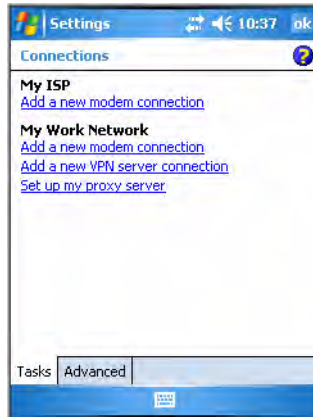 Settings 10:37 ok
Connections
My ISP
Add a new modem connection
My Work Network
Add a new modem connection
Add a new VPN server connection
Set up my proxy server
Tasks Advanced